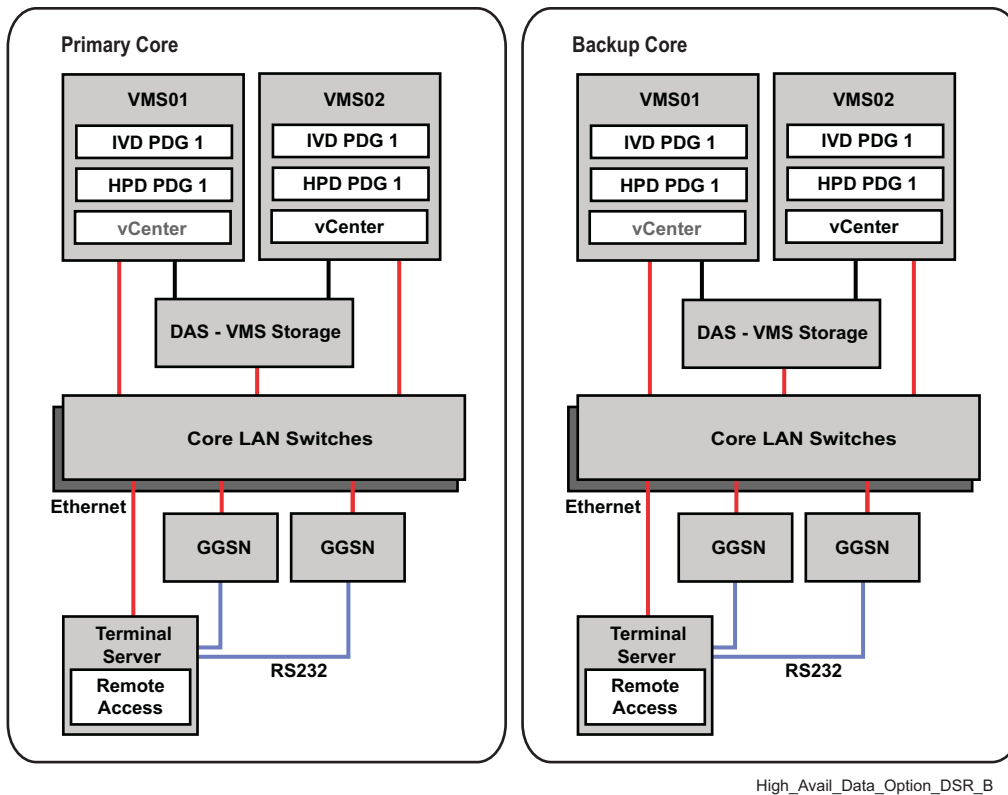 Primary Core
VMS01
IVD PDG 1
HPD PDG 1
vCenter
VMS02
IVD PDG 1
HPD PDG 1
vCenter
DAS - VMS Storage
Core LAN Switches
Ethernet
GGSN
GGSN
Terminal
Server
Remote
Access
RS232
Backup Core
VMS01
IVD PDG 1
HPD PDG 1
vCenter
VMS02
IVD PDG 1
HPD PDG 1
vCenter
DAS - VMS Storage
Core LAN Switches
Ethernet
GGSN
GGSN
Terminal
Server
Remote
Access
RS232
High_Avail_Data_Option_DSR_B